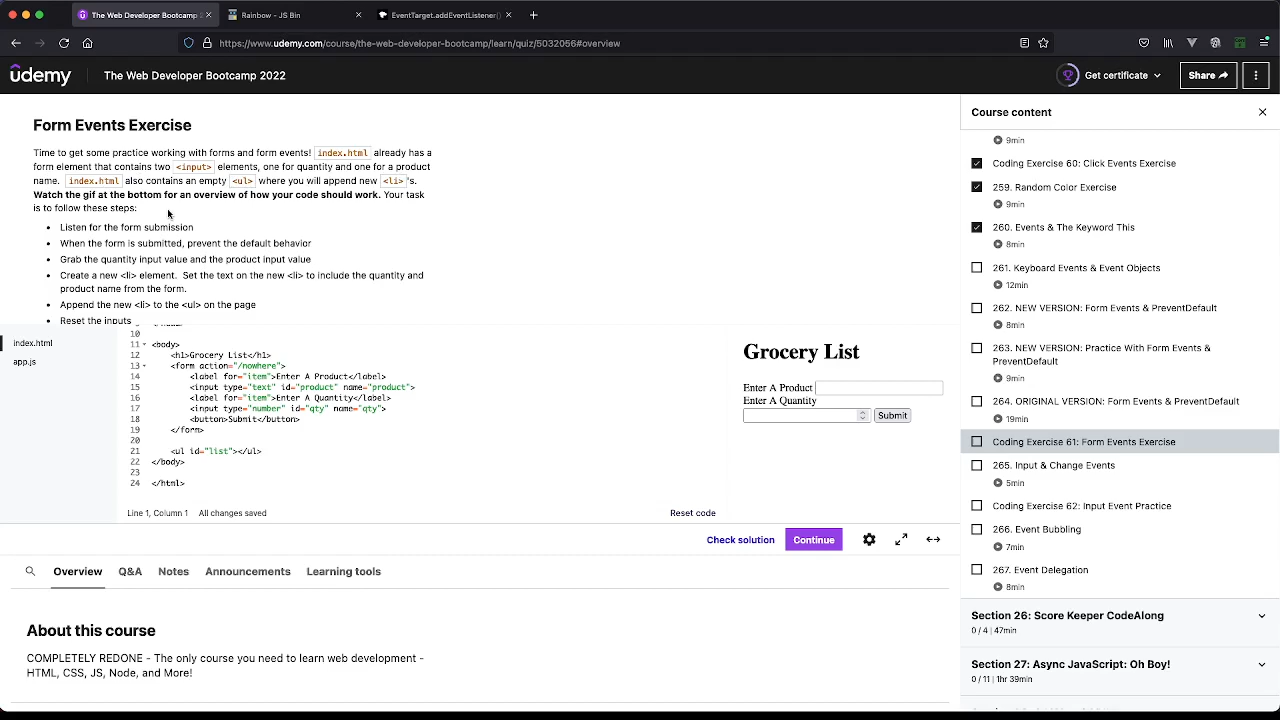 The Web Developer Bootcamp
Rainbow - JS Bin
EventTarget.addEventListener()
https://www.udemy.com/course/the-web-developer-bootcamp/learn/quiz/5032056#overview
udemy
The Web Developer Bootcamp 2022
Get certificate
Share
Form Events Exercise
Time to get some practice working with forms and form events! index.html already has a
form element that contains two <input> elements, one for quantity and one for a product
name. index.html also contains an empty <ul> where you will append new <li>'s.
Watch the gif at the bottom for an overview of how your code should work. Your task
is to follow these steps:
• Listen for the form submission
• When the form is submitted, prevent the default behavior
• Grab the quantity input value and the product input value
• Create a new <li> element. Set the text on the new <li> to include the quantity and
product name from the form.
• Append the new <li> to the <ul> on the page
• Reset the inputs
index.html
app.js
10
11 <body>
12 <h1>Grocery List</h1>
13 <form action="/nowhere">
14 <label for="item">Enter A Product</label>
15 <input type="text" id="product" name="product">
16 <label for="item">Enter A Quantity</label>
17 <input type="number" id="qty" name="qty">
18 <button>Submit</button>
19 </form>
20
21 <ul id="list"></ul>
22 </body>
23
24 </html>
Line 1, Column 1 All changes saved
Reset code
Grocery List
Enter A Product
Enter A Quantity
Submit
Check solution
Continue
Overview
Q&A
Notes
Announcements
Learning tools
About this course
COMPLETELY REDONE - The only course you need to learn web development -
HTML, CSS, JS, Node, and More!
Course content
9min
Coding Exercise 60: Click Events Exercise
259. Random Color Exercise
9min
260. Events & The Keyword This
8min
261. Keyboard Events & Event Objects
12min
262. NEW VERSION: Form Events & PreventDefault
8min
263. NEW VERSION: Practice With Form Events &
PreventDefault
9min
264. ORIGINAL VERSION: Form Events & PreventDefault
19min
Coding Exercise 61: Form Events Exercise
265. Input & Change Events
5min
Coding Exercise 62: Input Event Practice
266. Event Bubbling
7min
267. Event Delegation
8min
Section 26: Score Keeper CodeAlong
0 / 4 | 47min
Section 27: Async JavaScript: Oh Boy!
0 / 11 | 1hr 39min